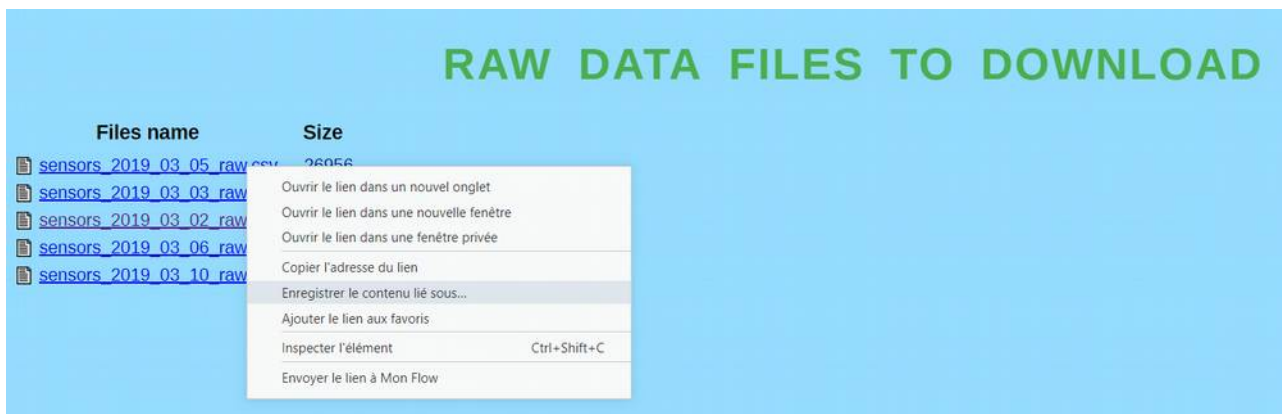 RAW DATA FILES TO DOWNLOAD
Files name Size
sensors_2019_03_05_raw.csv 26956
sensors_2019_03_03_raw
sensors_2019_03_02_raw
sensors_2019_03_06_raw
sensors_2019_03_10_raw
Ouvrir le lien dans un nouvel onglet
Ouvrir le lien dans une nouvelle fenêtre
Ouvrir le lien dans une fenêtre privée
Copier l'adresse du lien
Enregistrer le contenu lié sous...
Ajouter le lien aux favoris
Inspecter l'élément Ctrl+Shift+C
Envoyer le lien à Mon Flow